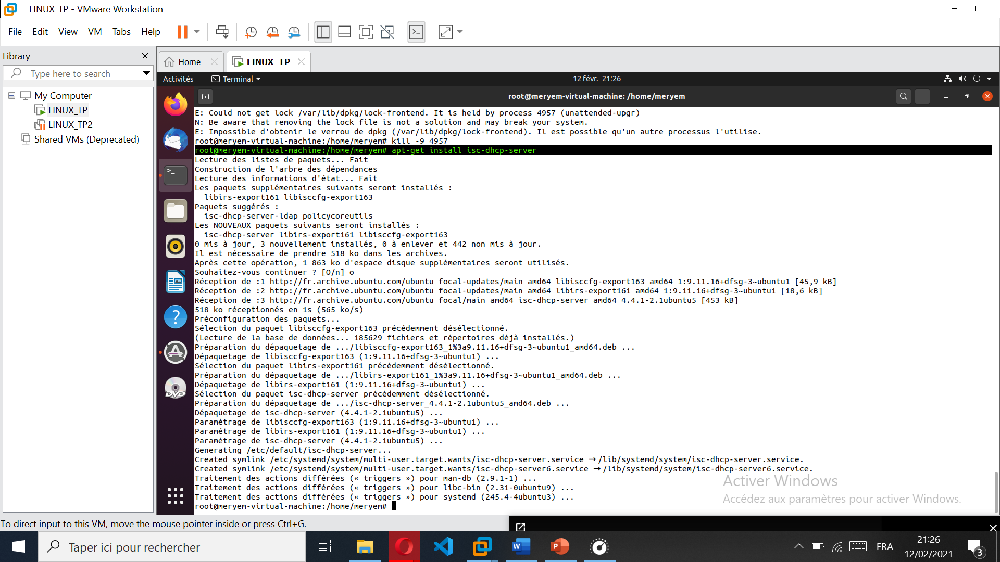 LINUX_TP - VMware Workstation
File Edit View VM Tabs Help
Library
Type here to search
My Computer
LINUX_TP
LINUX_TP2
Shared VMs (Deprecated)
Home
LINUX_TP
Activités Terminal 12 févr. 21:26
root@meryem-virtual-machine: /home/meryem
E: Could not get lock /var/lib/dpkg/lock-frontend. It is held by process 4957 (unattended-upgr)
N: Be aware that removing the lock file is not a solution and may break your system.
E: Impossible d'obtenir le verrou de dpkg (/var/lib/dpkg/lock-frontend). Il est possible qu'un autre processus l'utilise.
root@meryem-virtual-machine:/home/meryem# kill -9 4957
root@meryem-virtual-machine:/home/meryem# apt-get install isc-dhcp-server
Lecture des listes de paquets... Fait
Construction de l'arbre des dépendances
Lecture des informations d'état... Fait
Les paquets supplémentaires suivants seront installés :
libirs-export161 libisccfg-export163
Paquets suggérés :
isc-dhcp-server-ldap policycoreutils
Les NOUVEAUX paquets suivants seront installés :
isc-dhcp-server libirs-export161 libisccfg-export163
0 mis à jour, 3 nouvellement installés, 0 à enlever et 442 non mis à jour.
Il est nécessaire de prendre 518 ko dans les archives.
Après cette opération, 1 863 ko d'espace disque supplémentaires seront utilisés.
Souhaitez-vous continuer ? [O/n] o
Réception de :1 http://fr.archive.ubuntu.com/ubuntu focal-updates/main amd64 libisccfg-export163 amd64 1:9.11.16+dfsg-3~ubuntu1 [45,9 kB]
Réception de :2 http://fr.archive.ubuntu.com/ubuntu focal-updates/main amd64 libirs-export161 amd64 1:9.11.16+dfsg-3~ubuntu1 [18,6 kB]
Réception de :3 http://fr.archive.ubuntu.com/ubuntu focal/main amd64 isc-dhcp-server amd64 4.4.1-2.1ubuntu5 [453 kB]
518 ko réceptionnés en 1s (565 ko/s)
Préconfiguration des paquets...
Sélection du paquet libisccfg-export163 précédemment désélectionné.
(Lecture de la base de données... 185629 fichiers et répertoires déjà installés.)
Préparation du dépaquetage de .../libisccfg-export163_1%3a9.11.16+dfsg-3~ubuntu1_amd64.deb ...
Dépaquetage de libisccfg-export163 (1:9.11.16+dfsg-3~ubuntu1) ...
Sélection du paquet libirs-export161 précédemment désélectionné.
Préparation du dépaquetage de .../libirs-export161_1%3a9.11.16+dfsg-3~ubuntu1_amd64.deb ...
Dépaquetage de libirs-export161 (1:9.11.16+dfsg-3~ubuntu1) ...
Sélection du paquet isc-dhcp-server précédemment désélectionné.
Préparation du dépaquetage de .../isc-dhcp-server_4.4.1-2.1ubuntu5_amd64.deb ...
Dépaquetage de isc-dhcp-server (4.4.1-2.1ubuntu5) ...
Paramétrage de libisccfg-export163 (1:9.11.16+dfsg-3~ubuntu1) ...
Paramétrage de libirs-export161 (1:9.11.16+dfsg-3~ubuntu1) ...
Paramétrage de isc-dhcp-server (4.4.1-2.1ubuntu5) ...
Generating /etc/default/isc-dhcp-server...
Created symlink /etc/systemd/system/multi-user.target.wants/isc-dhcp-server.service → /lib/systemd/system/isc-dhcp-server.service.
Created symlink /etc/systemd/system/multi-user.target.wants/isc-dhcp-server6.service → /lib/systemd/system/isc-dhcp-server6.service.
Traitement des actions différées (« triggers ») pour man-db (2.9.1-1) ...
Traitement des actions différées (« triggers ») pour libc-bin (2.31-0ubuntu9) ...
Traitement des actions différées (« triggers ») pour systemd (245.4-4ubuntu3) ...
root@meryem-virtual-machine:/home/meryem#
Activer Windows
Accédez aux paramètres pour activer Windows.
To direct input to this VM, move the mouse pointer inside or press Ctrl+G.
Taper ici pour rechercher
FRA
21:26
12/02/2021
3